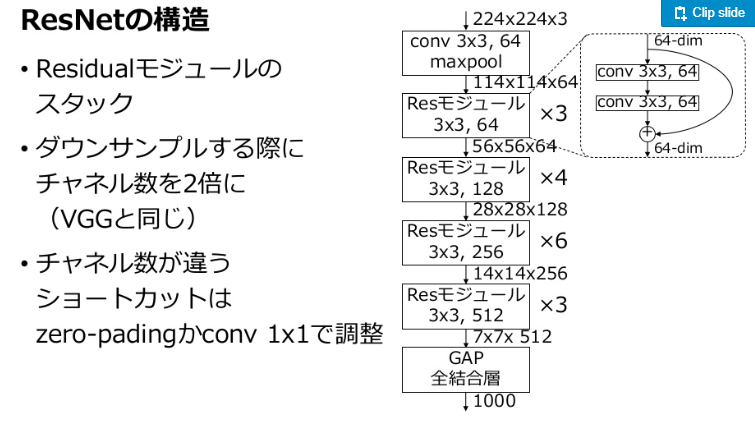 Clip slide
ResNetの構造
• Residualモジュールの
スタック
• ダウンサンプルする際に
チャネル数を2倍に
（VGGと同じ）
• チャネル数が違う
ショートカットは
zero-padingかconv 1x1で調整
224x224x3
conv 3x3, 64
maxpool
114x114x64
Resモジュール
3x3, 64
×3
56x56x64
Resモジュール
3x3, 128
×4
28x28x128
Resモジュール
3x3, 256
×6
14x14x256
Resモジュール
3x3, 512
×3
7x7x 512
GAP
全結合層
1000
64-dim
conv 3x3, 64
conv 3x3, 64
+
64-dim